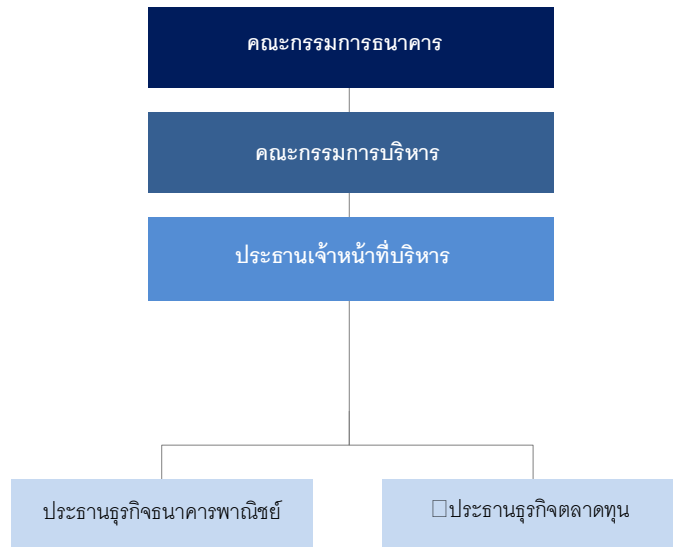 คณะกรรมการธนาคาร
คณะกรรมการบริหาร
ประธานเจ้าหน้าที่บริหาร
ประธานธุรกิจธนาคารพาณิชย์
ประธานธุรกิจตลาดทุน